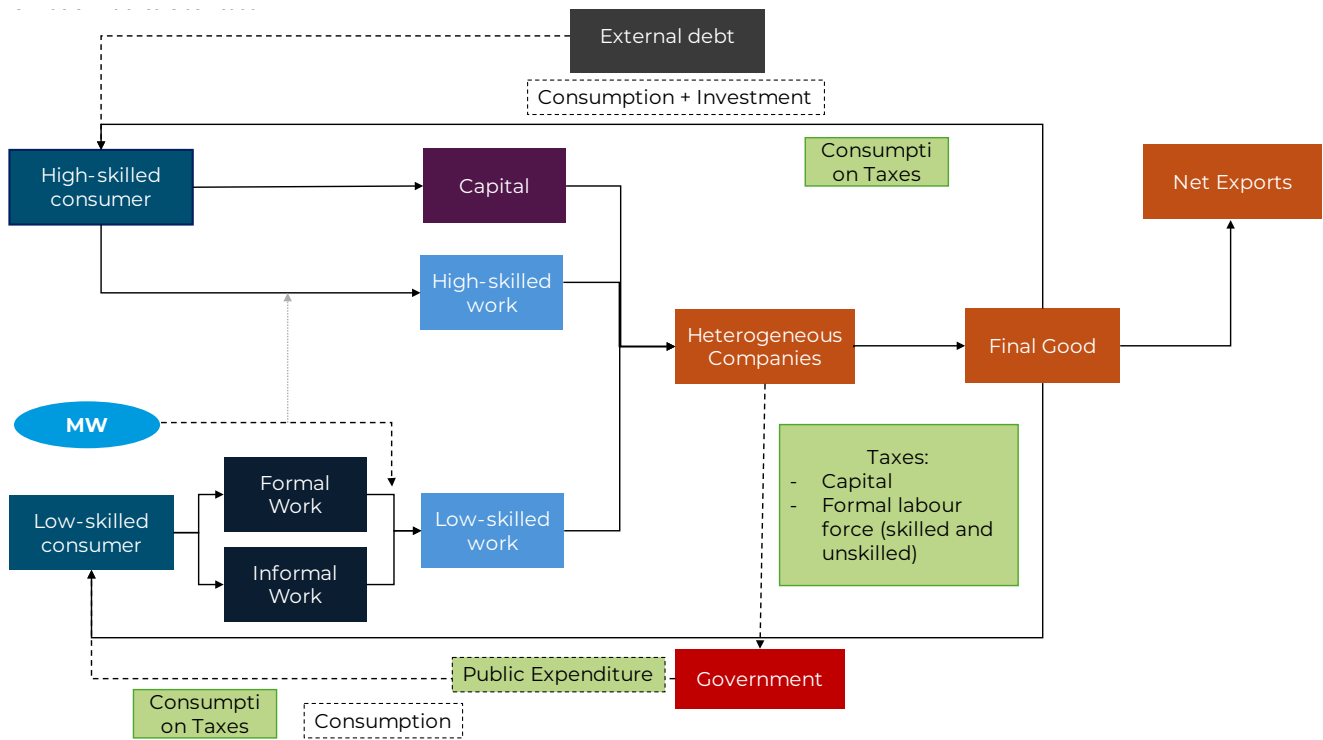 External debt
Consumption + Investment
High-skilled
consumer
Capital
Consumpti
on Taxes
Net Exports
High-skilled
work
Heterogeneous
Companies
Final Good
MW
Formal
Work
Low-skilled
consumer
Low-skilled
work
Informal
Work
Taxes:
- Capital
- Formal labour
force (skilled and
unskilled)
Public Expenditure
Government
Consumpti
on Taxes
Consumption